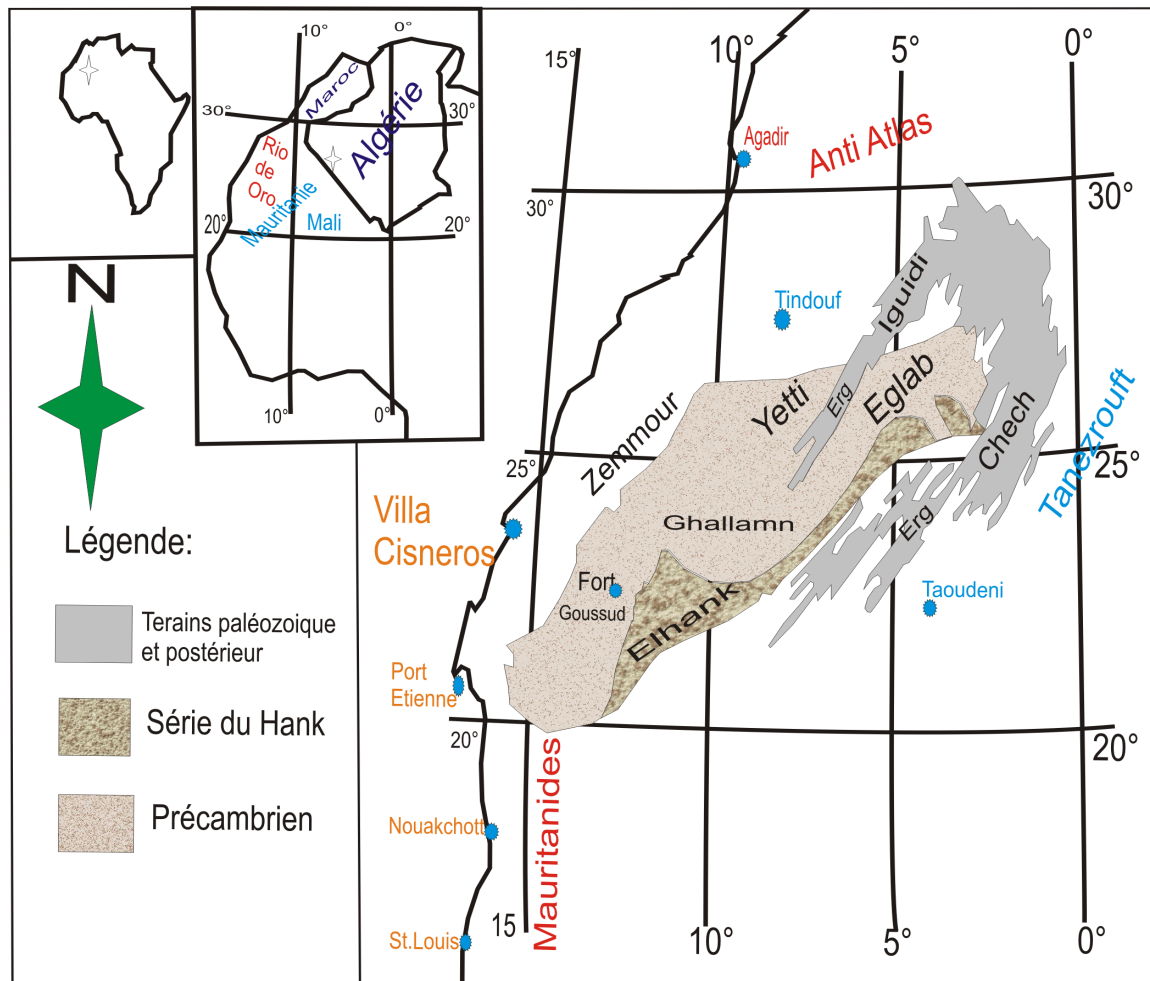 10°
0°
30°
30°
Maroc
Algérie
Rio
de
Oro
Mauritanie
Mali
20°
20°
10°
0°
N
Légende:
Terains paléozoique
et postérieur
Série du Hank
Précambrien
15°
10°
5°
0°
Agadir
Anti Atlas
30°
30°
Tindouf
Iguidi
Erg
Eglab
Yetti
Zemmour
Chech
Erg
Tanezrouft
25°
25°
Villa
Cisneros
Ghallamn
Fort
Goussud
Elhank
Taoudeni
Port
Etienne
20°
20°
Mauritanides
Nouakchott
St.Louis
15
10°
5°
0°